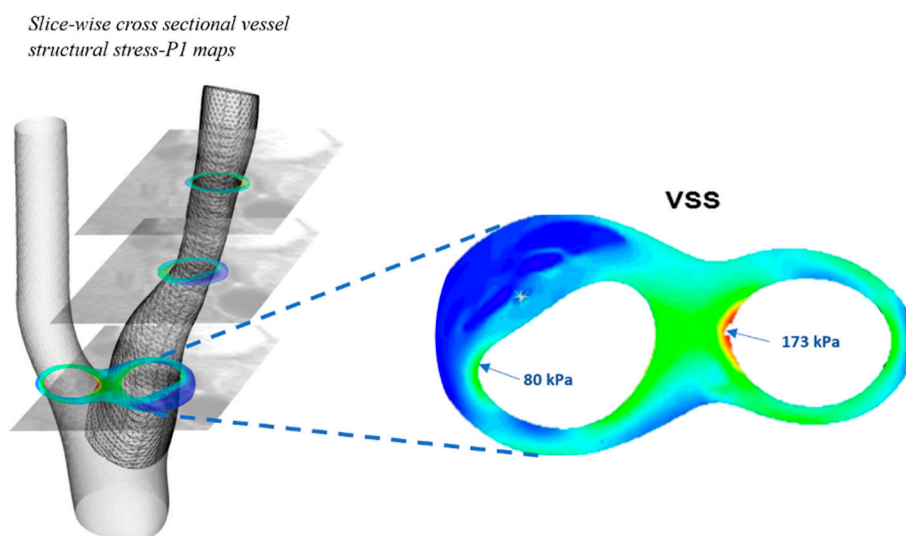 Slice-wise cross sectional vessel
structural stress-P1 maps
VSS
173 kPa
80 kPa